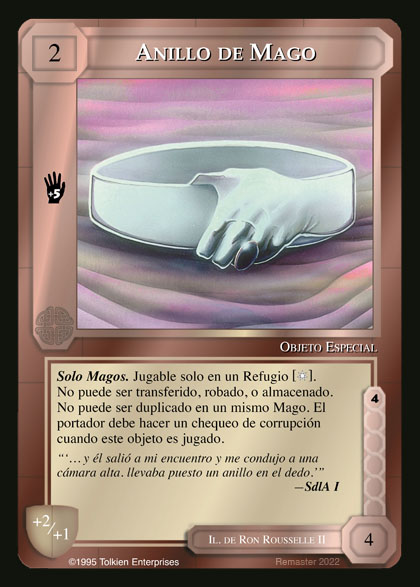 2
Anillo de Mago
+5
Objeto Especial
Solo Magos. Jugable solo en un Refugio [☼].
No puede ser transferido, robado, o almacenado.
No puede ser duplicado en un mismo Mago. El
portador debe hacer un chequeo de corrupción
cuando este objeto es jugado.
“‘… y él salió a mi encuentro y me condujo a una
cámara alta. llevaba puesto un anillo en el dedo.’”
—SdlA I
4
+2/+1
Il. de Ron Rousselle II
4
©1995 Tolkien Enterprises
Remaster 2022